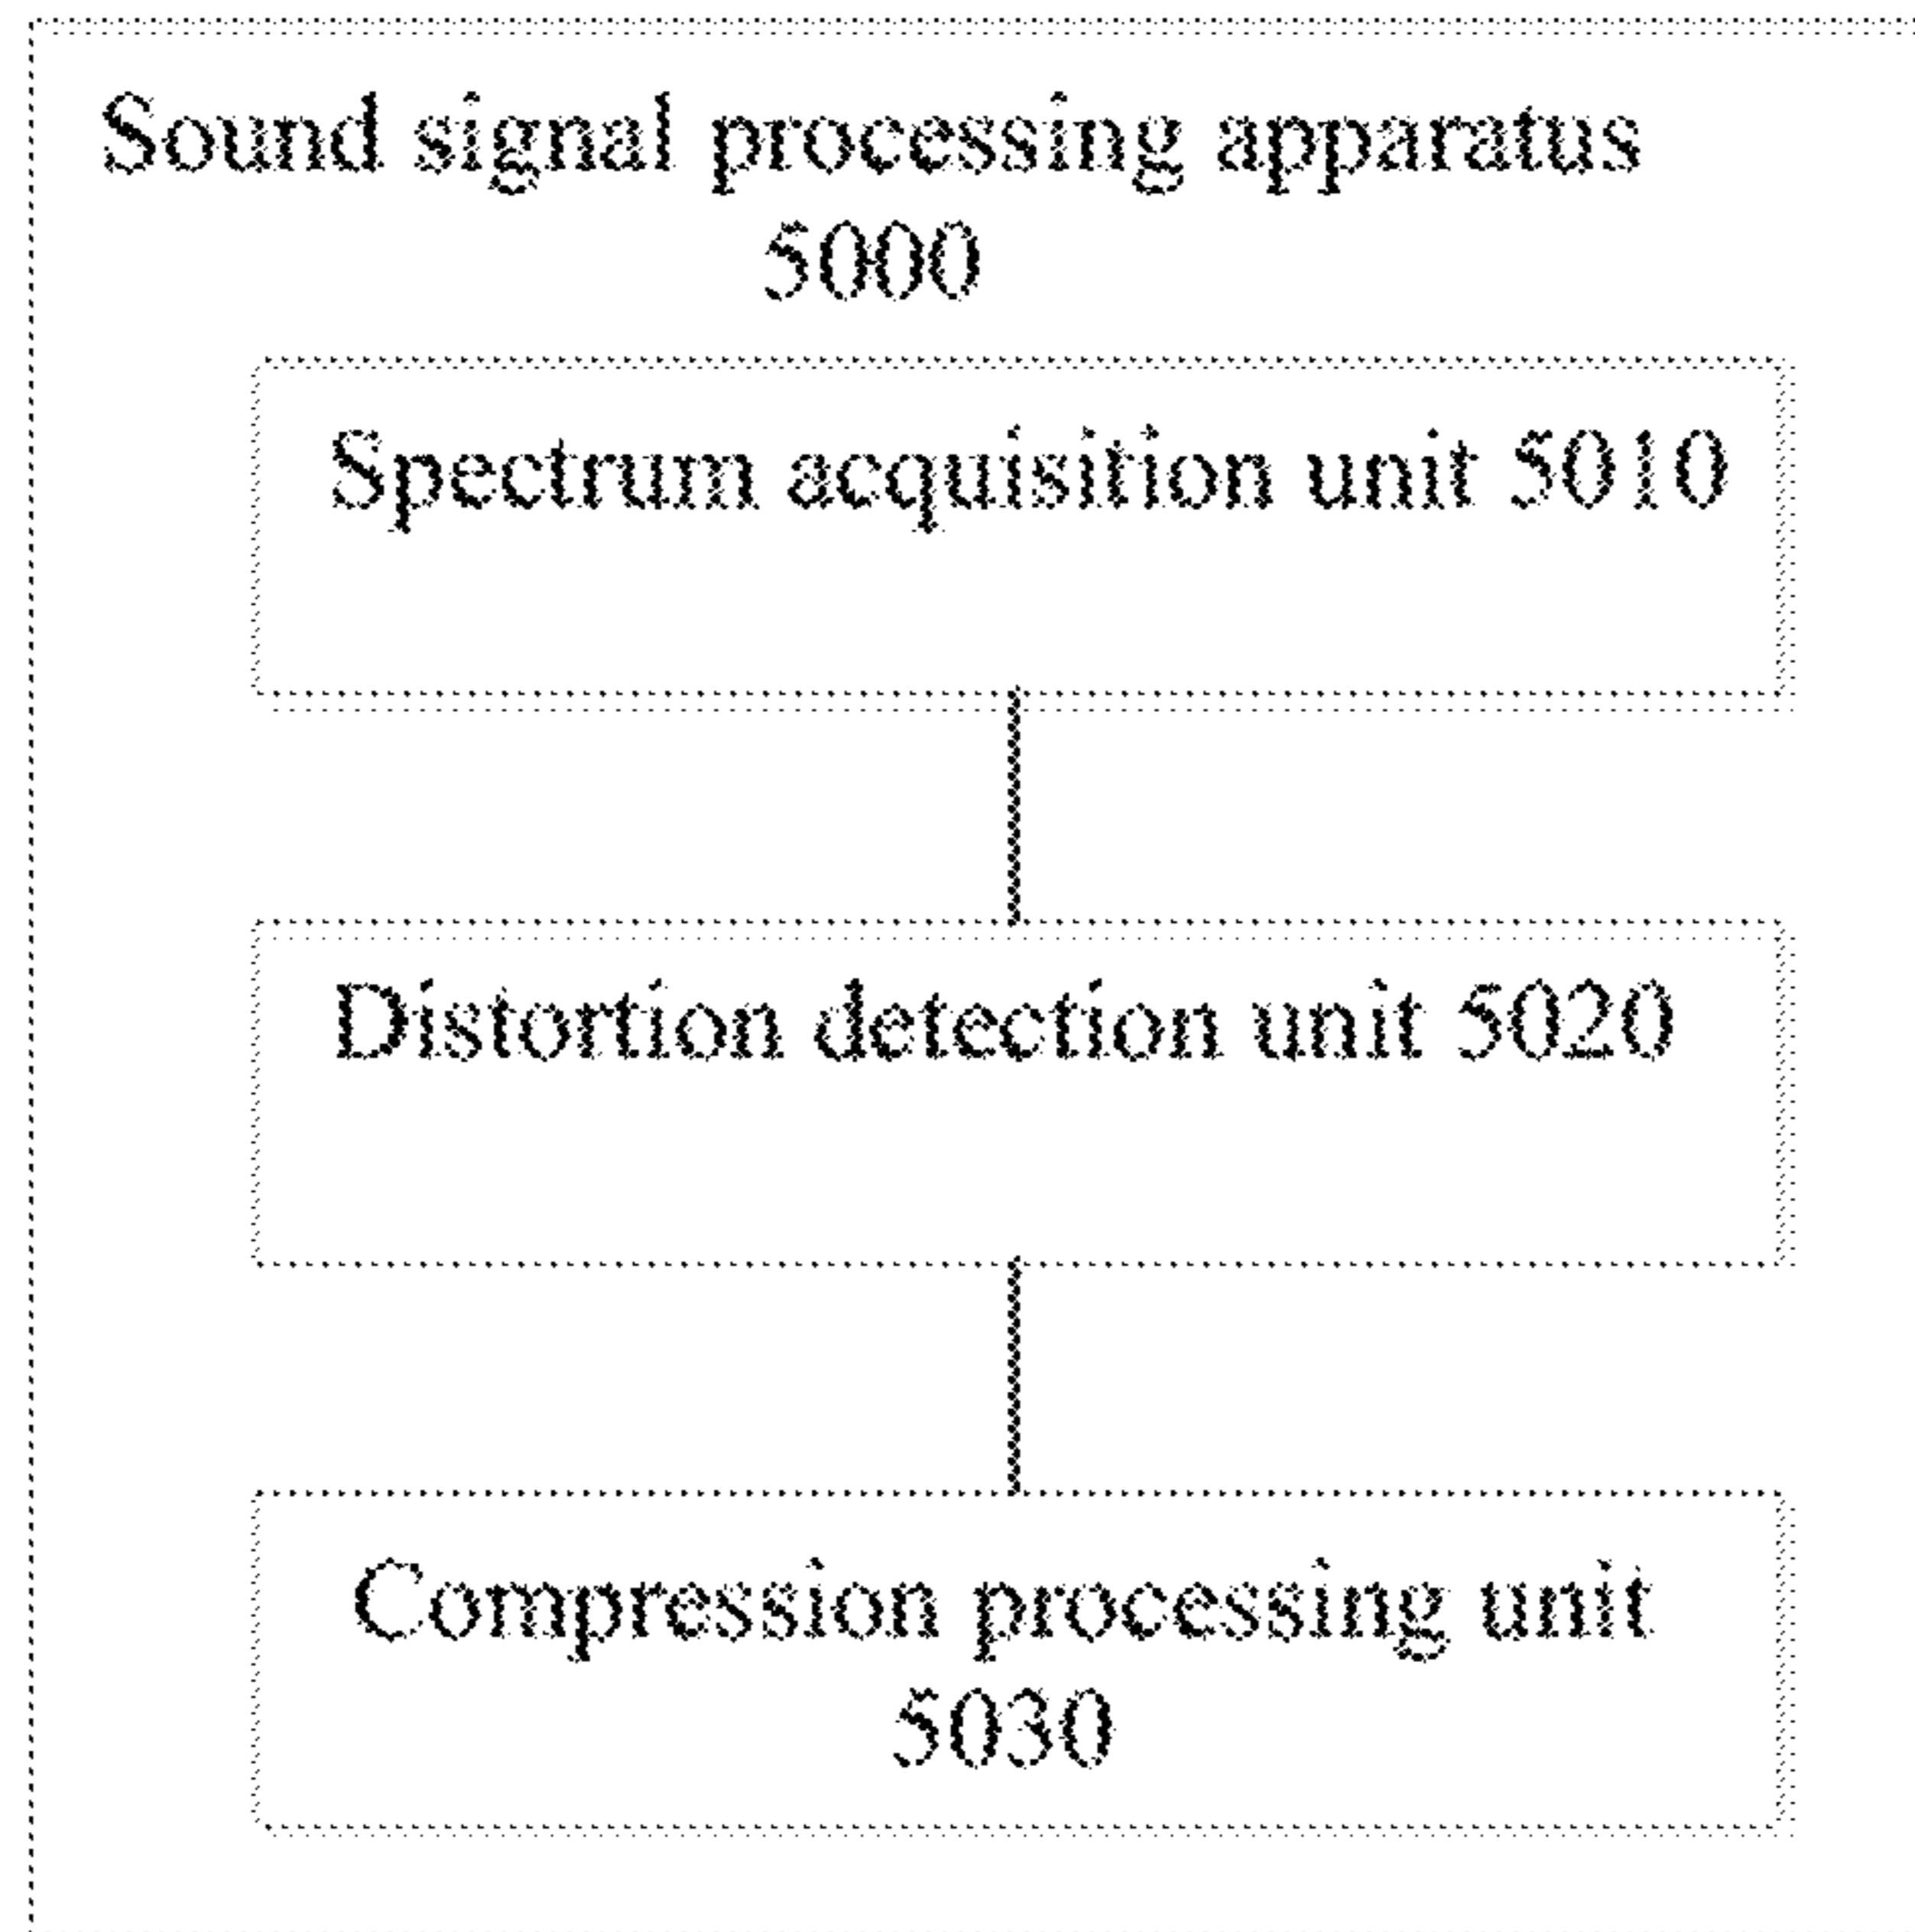 Sound signal processing apparatus
5000
Spectrum acquisition unit 5010
Distortion detection unit 5020
Compression processing unit
5030